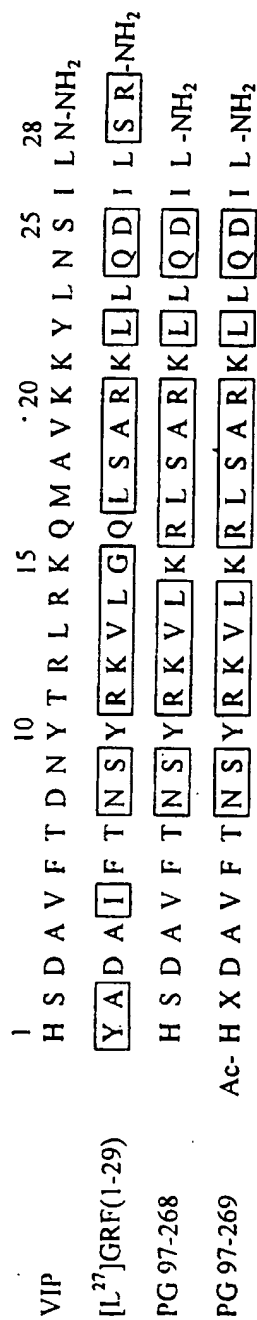 1 10 15 · 20 25 28
VIP H S D A V F T D N Y T R L R K Q M A V K K Y L N S I L N-NH2
[L27]GRF(1-29) Y A D A I F T N S Y R K V L G Q L S A R K L L Q D I L S R-NH2
PG 97-268 H S D A V F T N S Y R K V L K R L S A R K L L Q D I L-NH2
PG 97-269 Ac- H X D A V F T N S Y R K V L K R L S A R K L L Q D I L-NH2